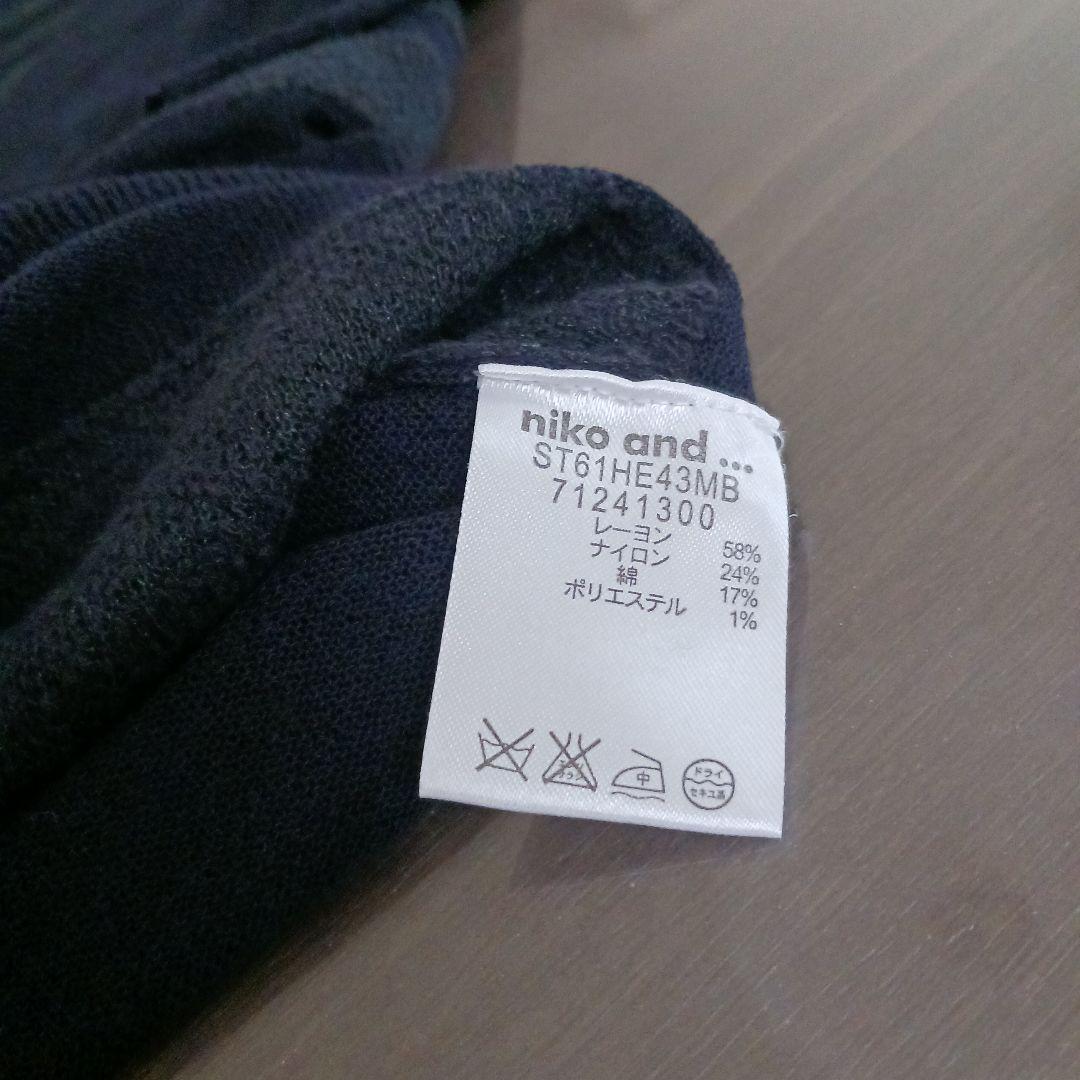 niko and ...
ST61HE43MB
71241300
レーヨン 58%
ナイロン 24%
綿 17%
ポリエステル 1%
中
ドライ
セキユ系